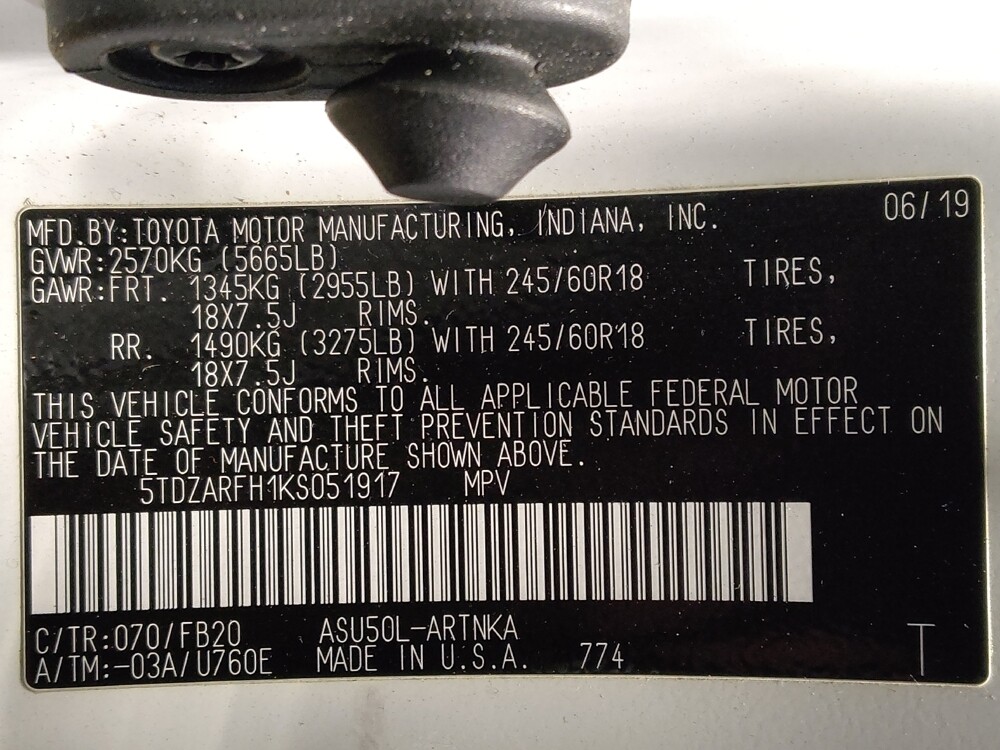 06/19
MFD.BY:TOYOTA MOTOR MANUFACTURING, INDIANA, INC.
GVWR:2570KG (5665LB)
GAWR:FRT. 1345KG (2955LB) WITH 245/60R18 TIRES,
18X7.5J RIMS.
RR. 1490KG (3275LB) WITH 245/60R18 TIRES,
18X7.5J RIMS.
THIS VEHICLE CONFORMS TO ALL APPLICABLE FEDERAL MOTOR
VEHICLE SAFETY AND THEFT PREVENTION STANDARDS IN EFFECT ON
THE DATE OF MANUFACTURE SHOWN ABOVE.
5TDZARFH1KS051917 MPV
C/TR:070/FB20 ASU50L-ARTNKA
A/TM:-03A/U760E MADE IN U.S.A. 774 T